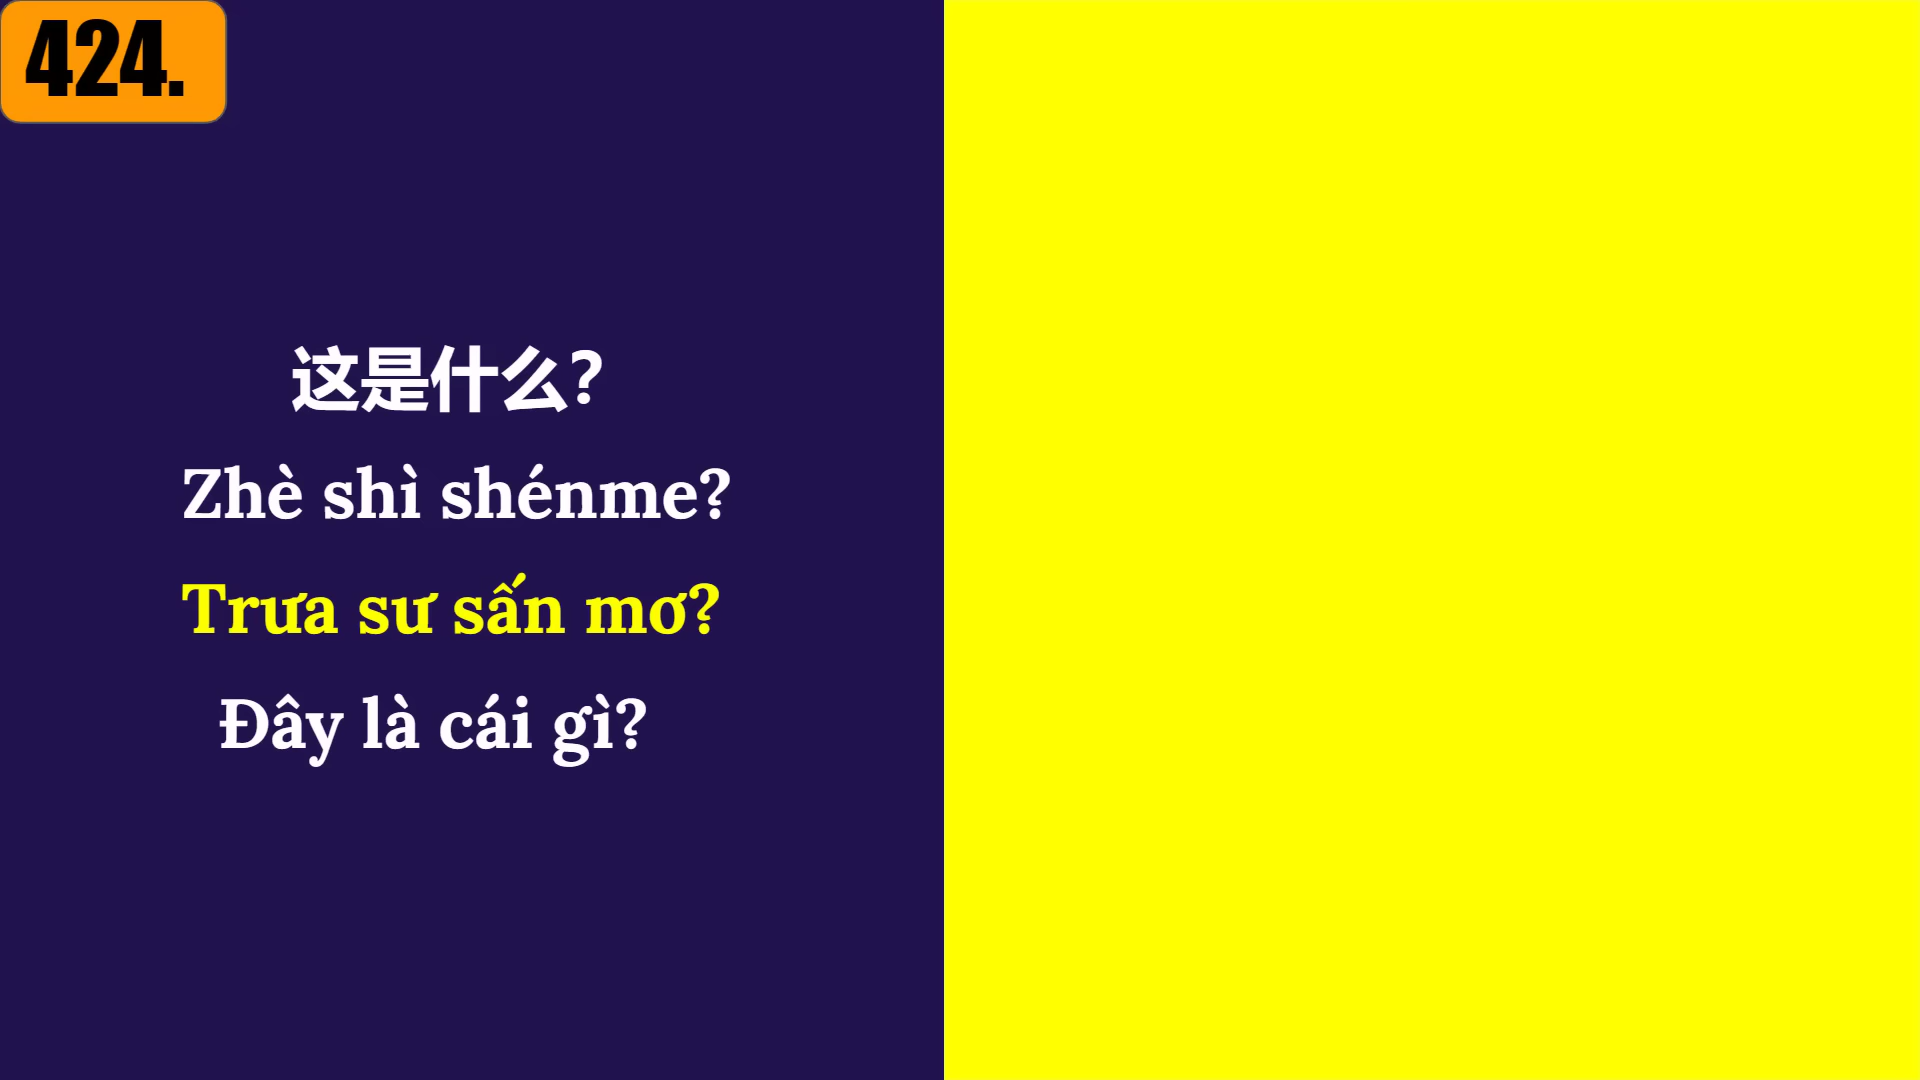 424.
这是什么?
Zhè shì shénme?
Trưa sư sấn mơ?
Đây là cái gì?